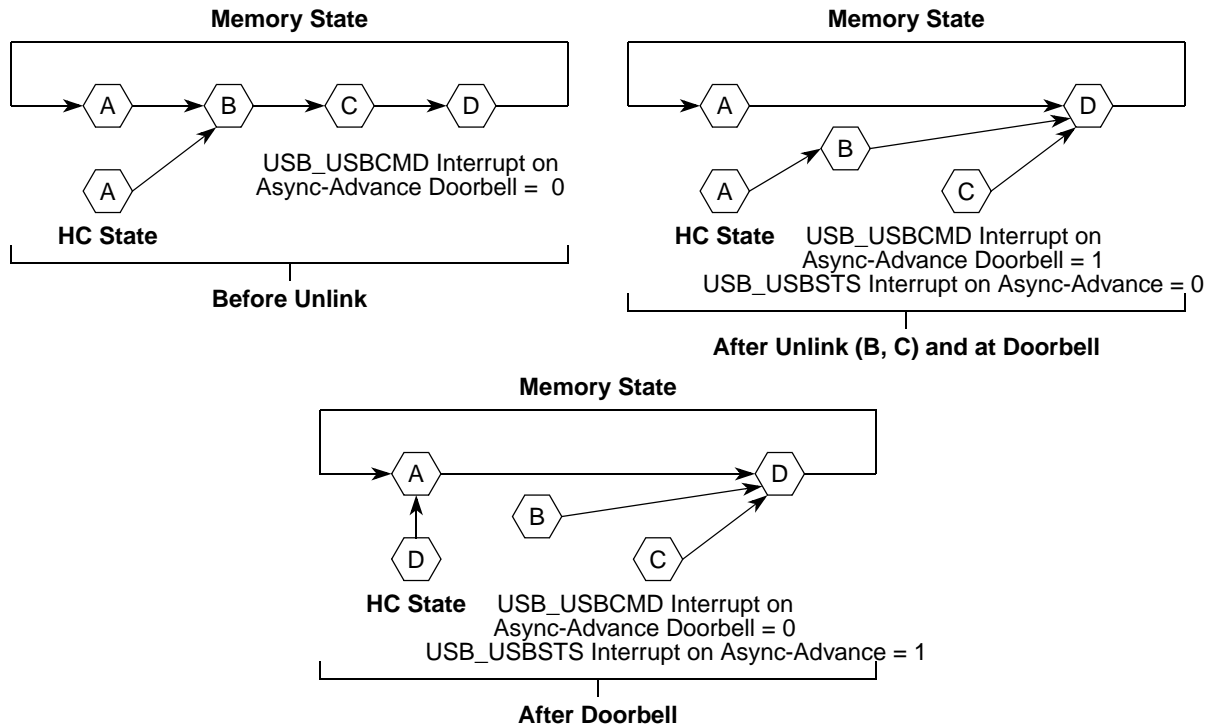 Memory State
A B C D
A
USB_USBCMD Interrupt on
Async-Advance Doorbell = 0
HC State
Before Unlink
Memory State
A D
B
A C
HC State USB_USBCMD Interrupt on
Async-Advance Doorbell = 1
USB_USBSTS Interrupt on Async-Advance = 0
After Unlink (B, C) and at Doorbell
Memory State
A D
B
D C
HC State USB_USBCMD Interrupt on
Async-Advance Doorbell = 0
USB_USBSTS Interrupt on Async-Advance = 1
After Doorbell